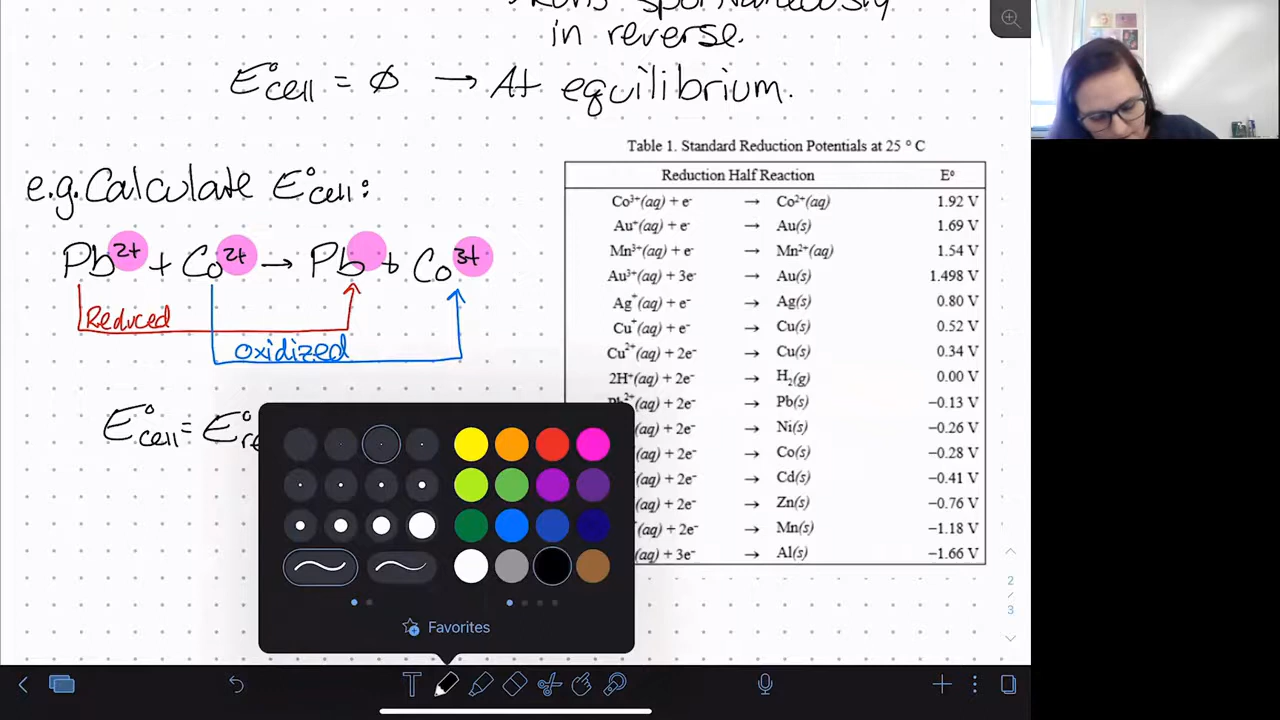 in reverse.
E°cell = ∅ → At equilibrium.
e.g. Calculate E°cell:
Pb²⁺ + Co²⁺ → Pb + Co³⁺
Reduced
oxidized
E°cell = E°
Table 1. Standard Reduction Potentials at 25 ° C
Reduction Half Reaction E⁰
Co³⁺(aq) + e⁻ → Co²⁺(aq) 1.92 V
Au⁺(aq) + e⁻ → Au(s) 1.69 V
Mn³⁺(aq) + e⁻ → Mn²⁺(aq) 1.54 V
Au³⁺(aq) + 3e⁻ → Au(s) 1.498 V
Ag⁺(aq) + e⁻ → Ag(s) 0.80 V
Cu⁺(aq) + e⁻ → Cu(s) 0.52 V
Cu²⁺(aq) + 2e⁻ → Cu(s) 0.34 V
2H⁺(aq) + 2e⁻ → H₂(g) 0.00 V
(aq) + 2e⁻ → Pb(s) −0.13 V
(aq) + 2e⁻ → Ni(s) −0.26 V
(aq) + 2e⁻ → Co(s) −0.28 V
(aq) + 2e⁻ → Cd(s) −0.41 V
(aq) + 2e⁻ → Zn(s) −0.76 V
(aq) + 2e⁻ → Mn(s) −1.18 V
(aq) + 3e⁻ → Al(s) −1.66 V
Favorites
2
/
3
T